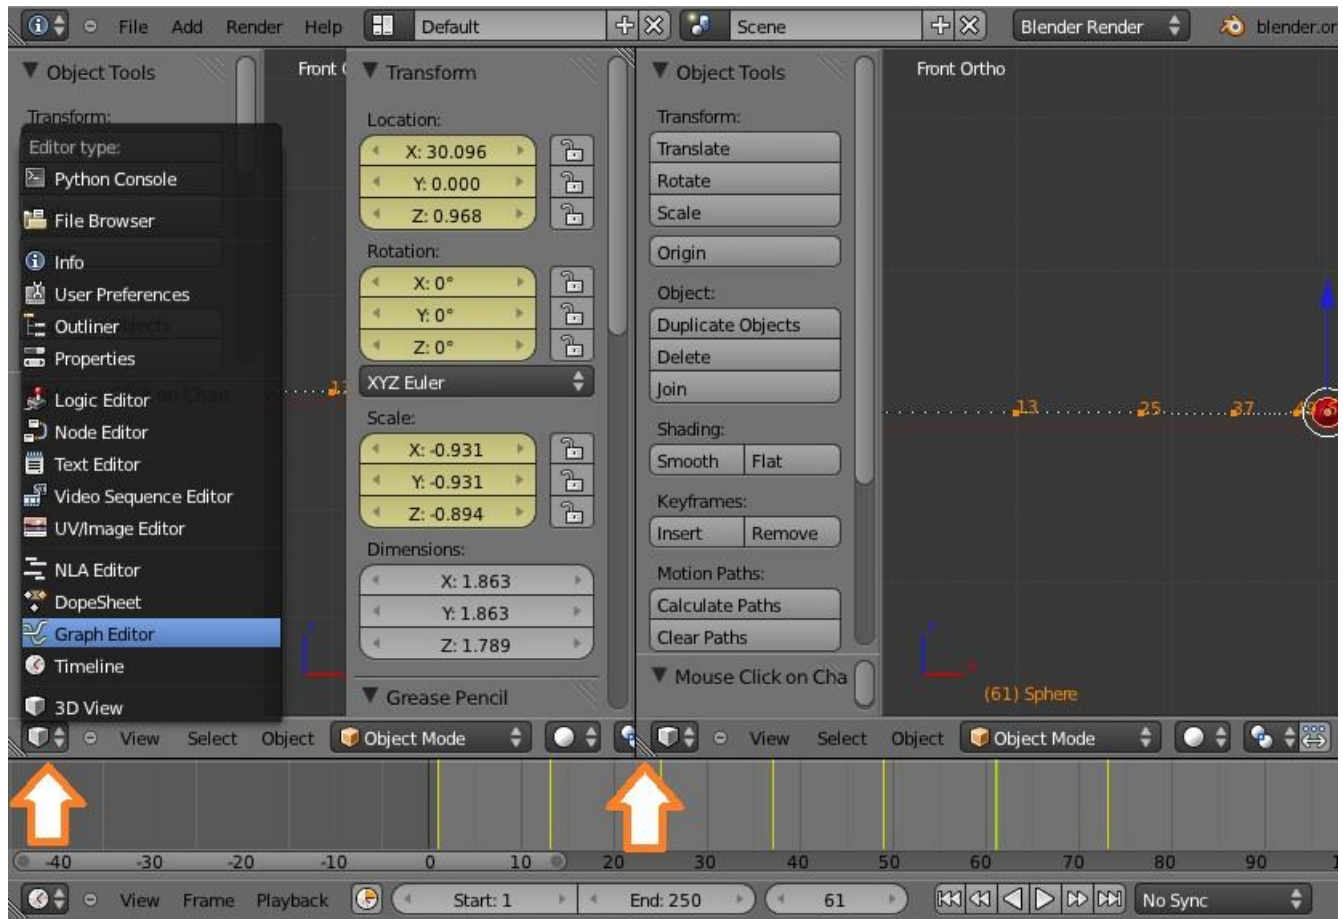 File Add Render Help Default Scene Blender Render blender.or
Object Tools
Transform:
Editor type:
Python Console
File Browser
Info
User Preferences
Outliner
Properties
Logic Editor
Node Editor
Text Editor
Video Sequence Editor
UV/Image Editor
NLA Editor
DopeSheet
Graph Editor
Timeline
3D View
Front
Transform
Location:
X: 30.096
Y: 0.000
Z: 0.968
Rotation:
X: 0°
Y: 0°
Z: 0°
XYZ Euler
Scale:
X: -0.931
Y: -0.931
Z: -0.894
Dimensions:
X: 1.863
Y: 1.863
Z: 1.789
Grease Pencil
Object Tools
Transform:
Translate
Rotate
Scale
Origin
Object:
Duplicate Objects
Delete
Join
Shading:
Smooth Flat
Keyframes:
Insert Remove
Motion Paths:
Calculate Paths
Clear Paths
Mouse Click on Cha
Front Ortho
13 25 37 49
(61) Sphere
View Select Object Object Mode
View Select Object Object Mode
-40 -30 -20 -10 0 10 20 30 40 50 60 70 80 90
View Frame Playback Start: 1 End: 250 61 No Sync